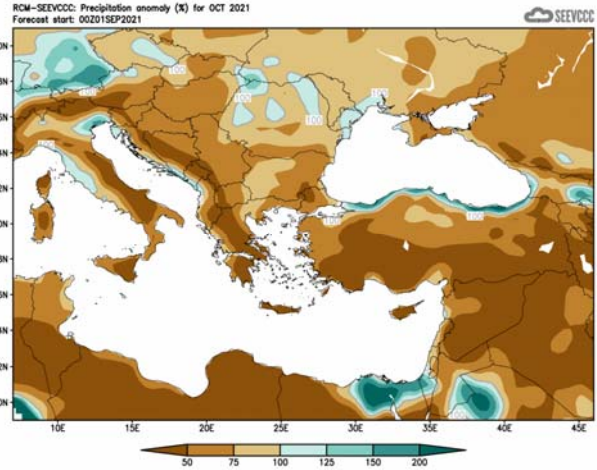 RCM-SEEVCCC: Precipitation anomaly (%) for OCT 2021
Forecast start: 00Z01SEP2021
SEEVCCC
100
100
100
100
100
100
100
10E
15E
20E
25E
30E
35E
40E
45E
50
75
100
125
150
200